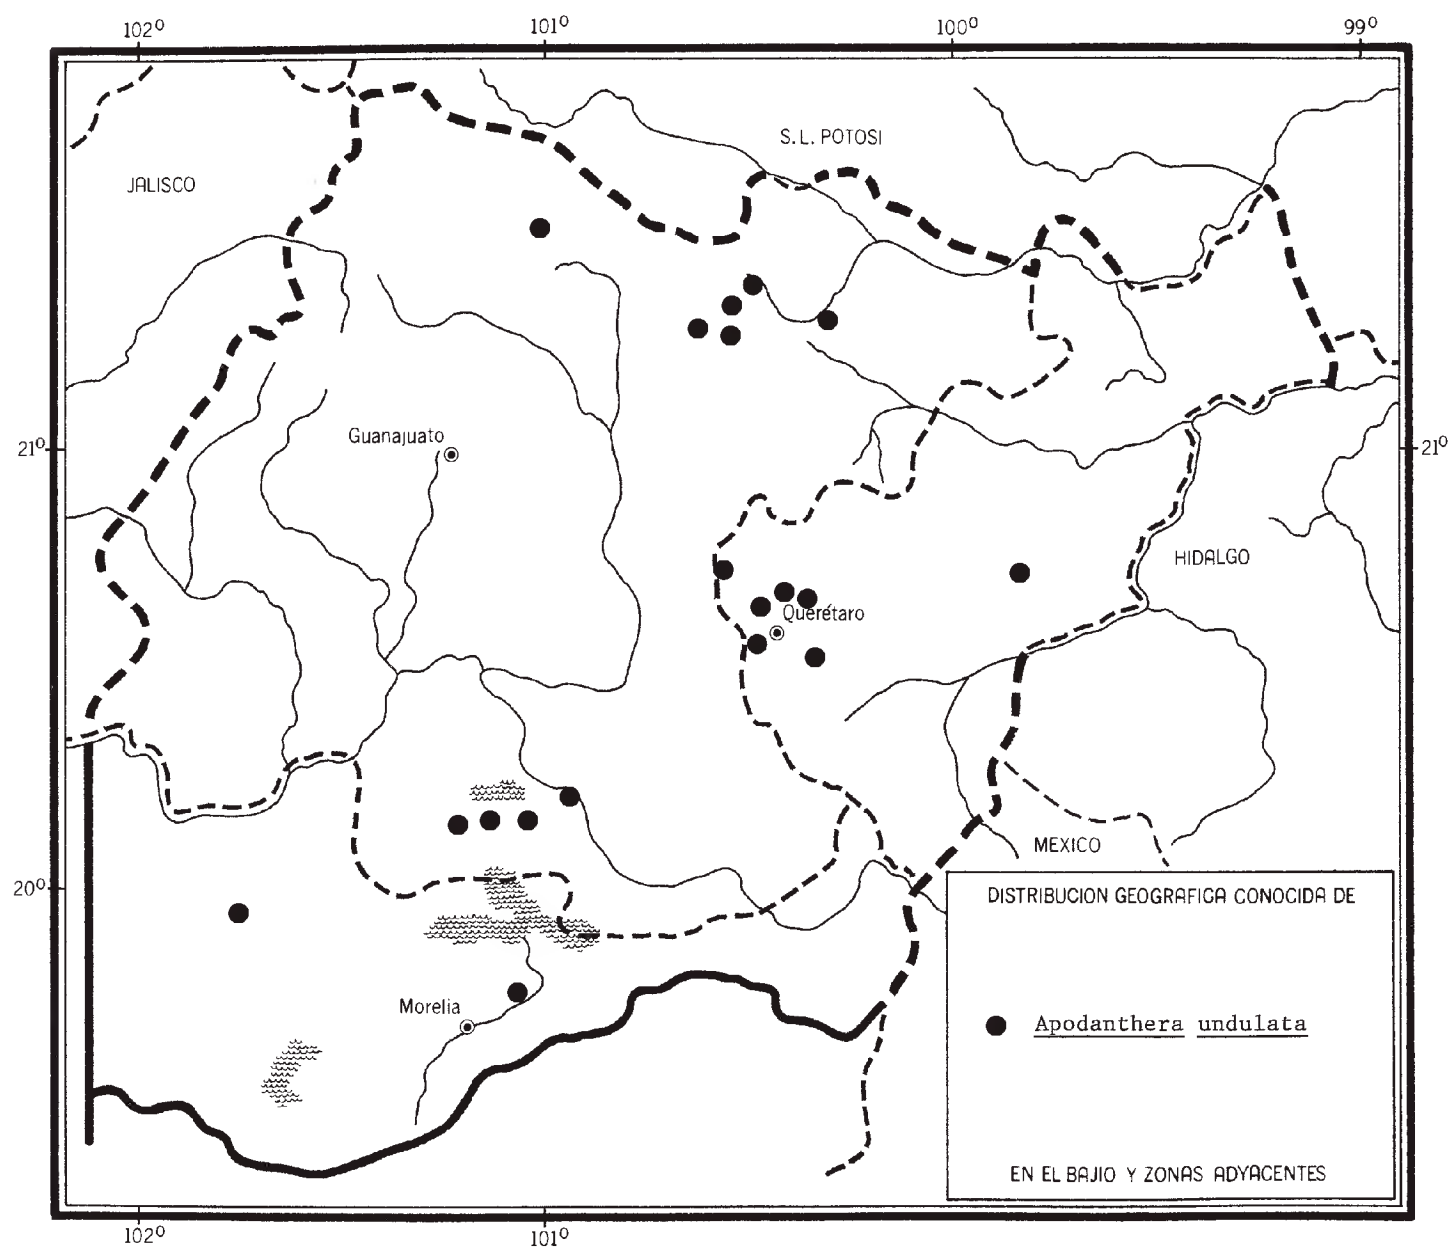 102º 101º 100º 99º
S.L. POTOSI
JALISCO
Guanajuato
21º 21º
HIDALGO
Querétaro
MEXICO
20º
DISTRIBUCION GEOGRAFICA CONOCIDA DE
Morelia
Apodanthera undulata
EN EL BAJIO Y ZONAS ADYACENTES
102º 101º